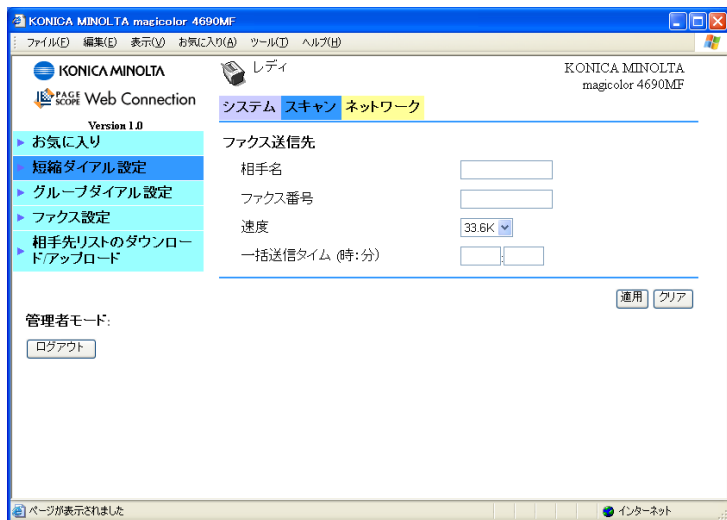 KONICA MINOLTA magicolor 4690MF
ファイル(F) 編集(E) 表示(V) お気に入り(A) ツール(T) ヘルプ(H)
KONICA MINOLTA
レディ
KONICA MINOLTA
magicolor 4690MF
PAGE SCOPE Web Connection
Version 1.0
システム スキャン ネットワーク
お気に入り
短縮ダイアル設定
グループダイアル設定
ファクス設定
相手先リストのダウンロー
ド/アップロード
ファクス送信先
相手名
ファクス番号
速度
33.6K
一括送信タイム (時:分)
:
適用 クリア
管理者モード:
ログアウト
ページが表示されました
インターネット